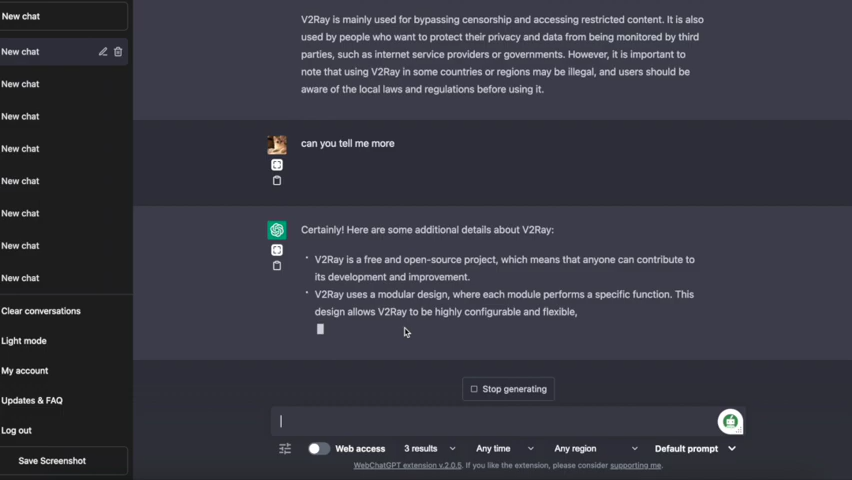 New chat
New chat
New chat
New chat
New chat
New chat
New chat
New chat
New chat
Clear conversations
Light mode
My account
Updates & FAQ
Log out
Save Screenshot
V2Ray is mainly used for bypassing censorship and accessing restricted content. It is also
used by people who want to protect their privacy and data from being monitored by third
parties, such as internet service providers or governments. However, it is important to
note that using V2Ray in some countries or regions may be illegal, and users should be
aware of the local laws and regulations before using it.
can you tell me more
Certainly! Here are some additional details about V2Ray:
• V2Ray is a free and open-source project, which means that anyone can contribute to
its development and improvement.
• V2Ray uses a modular design, where each module performs a specific function. This
design allows V2Ray to be highly configurable and flexible,
Stop generating
Web access
3 results
Any time
Any region
Default prompt
WebChatGPT extension v.2.0.5. If you like the extension, please consider supporting me.